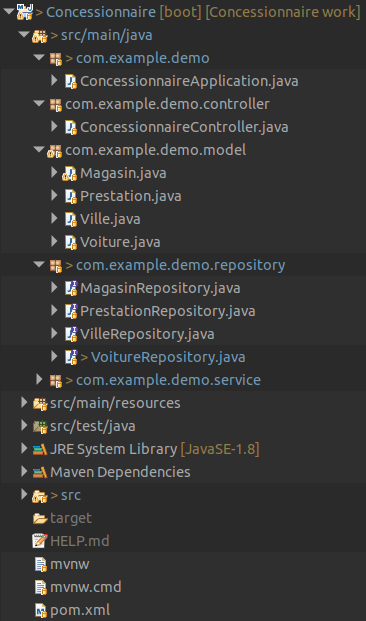 > Concessionnaire [boot] [Concessionnaire work]
> src/main/java
> com.example.demo
ConcessionnaireApplication.java
com.example.demo.controller
ConcessionnaireController.java
com.example.demo.model
Magasin.java
Prestation.java
Ville.java
Voiture.java
> com.example.demo.repository
MagasinRepository.java
PrestationRepository.java
VilleRepository.java
> VoitureRepository.java
> com.example.demo.service
src/main/resources
src/test/java
JRE System Library [JavaSE-1.8]
Maven Dependencies
> src
target
HELP.md
mvnw
mvnw.cmd
pom.xml